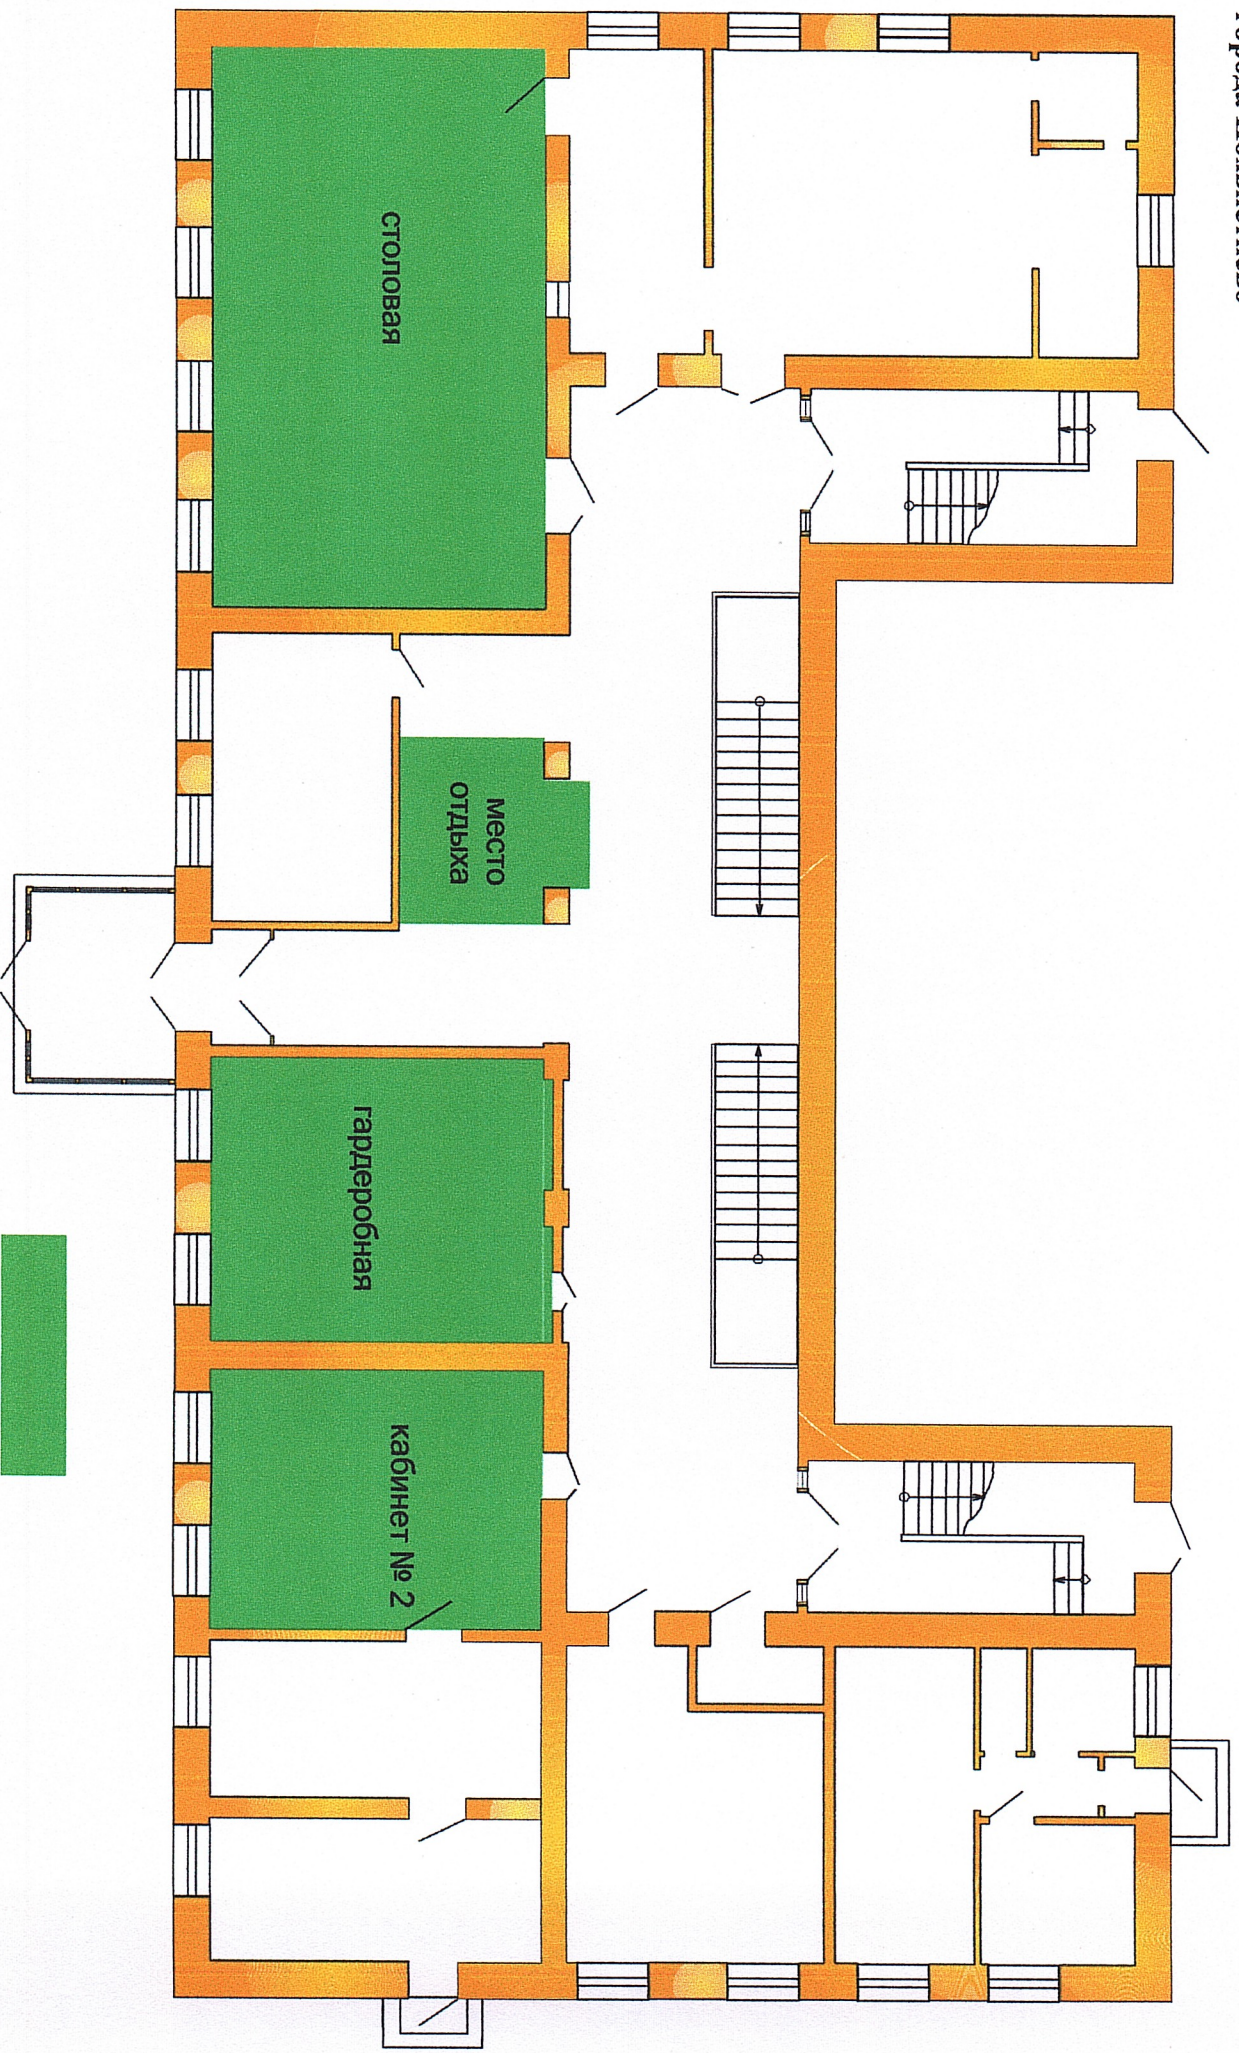 столовая
место
отдыха
гардеробная
кабинет № 2